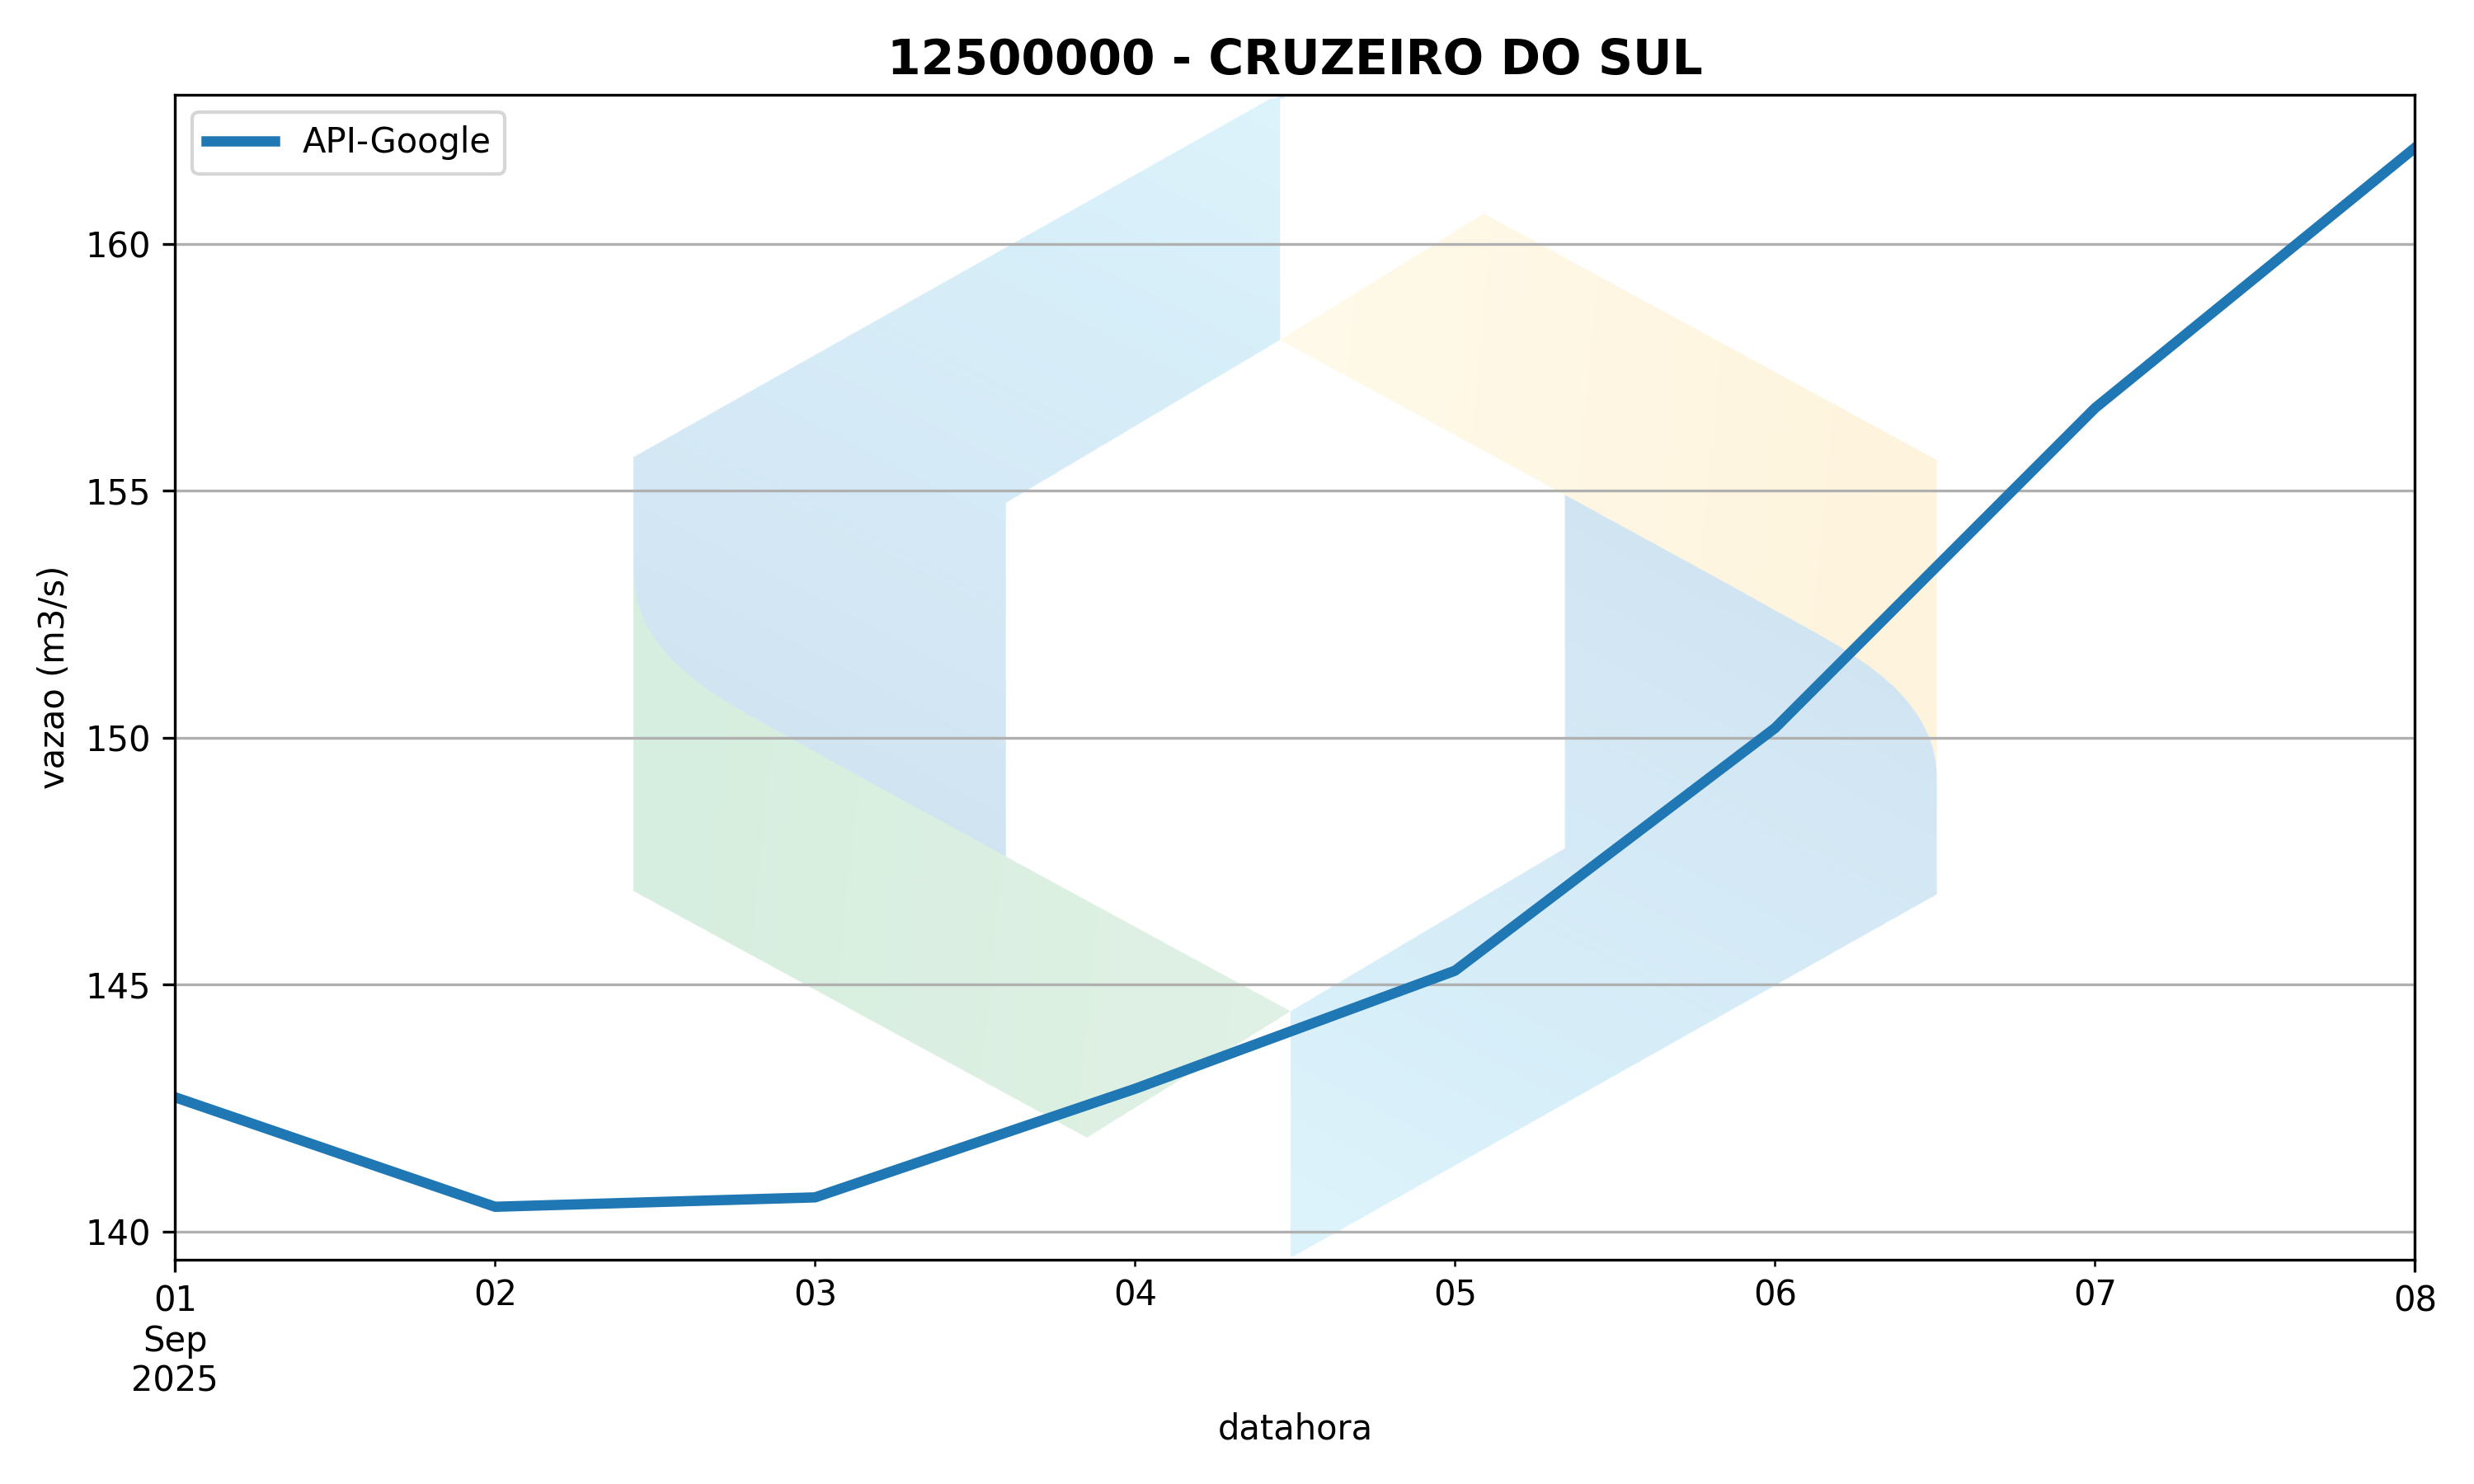 12500000 - CRUZEIRO DO SUL
API-Google
160
155
150
145
140
vazao (m3/s)
01 02 03 04 05 06 07 08
Sep
2025
datahora